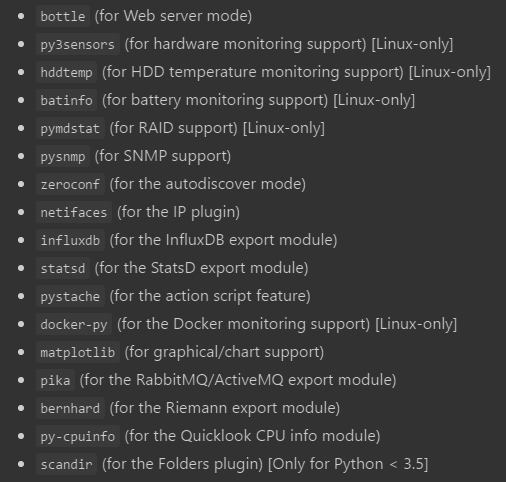 bottle (for Web server mode)
py3sensors (for hardware monitoring support) [Linux-only]
hddtemp (for HDD temperature monitoring support) [Linux-only]
batinfo (for battery monitoring support) [Linux-only]
pymdstat (for RAID support) [Linux-only]
pysnmp (for SNMP support)
zeroconf (for the autodiscover mode)
netifaces (for the IP plugin)
influxdb (for the InfluxDB export module)
statsd (for the StatsD export module)
pystache (for the action script feature)
docker-py (for the Docker monitoring support) [Linux-only]
matplotlib (for graphical/chart support)
pika (for the RabbitMQ/ActiveMQ export module)
bernhard (for the Riemann export module)
py-cpuinfo (for the Quicklook CPU info module)
scandir (for the Folders plugin) [Only for Python < 3.5]